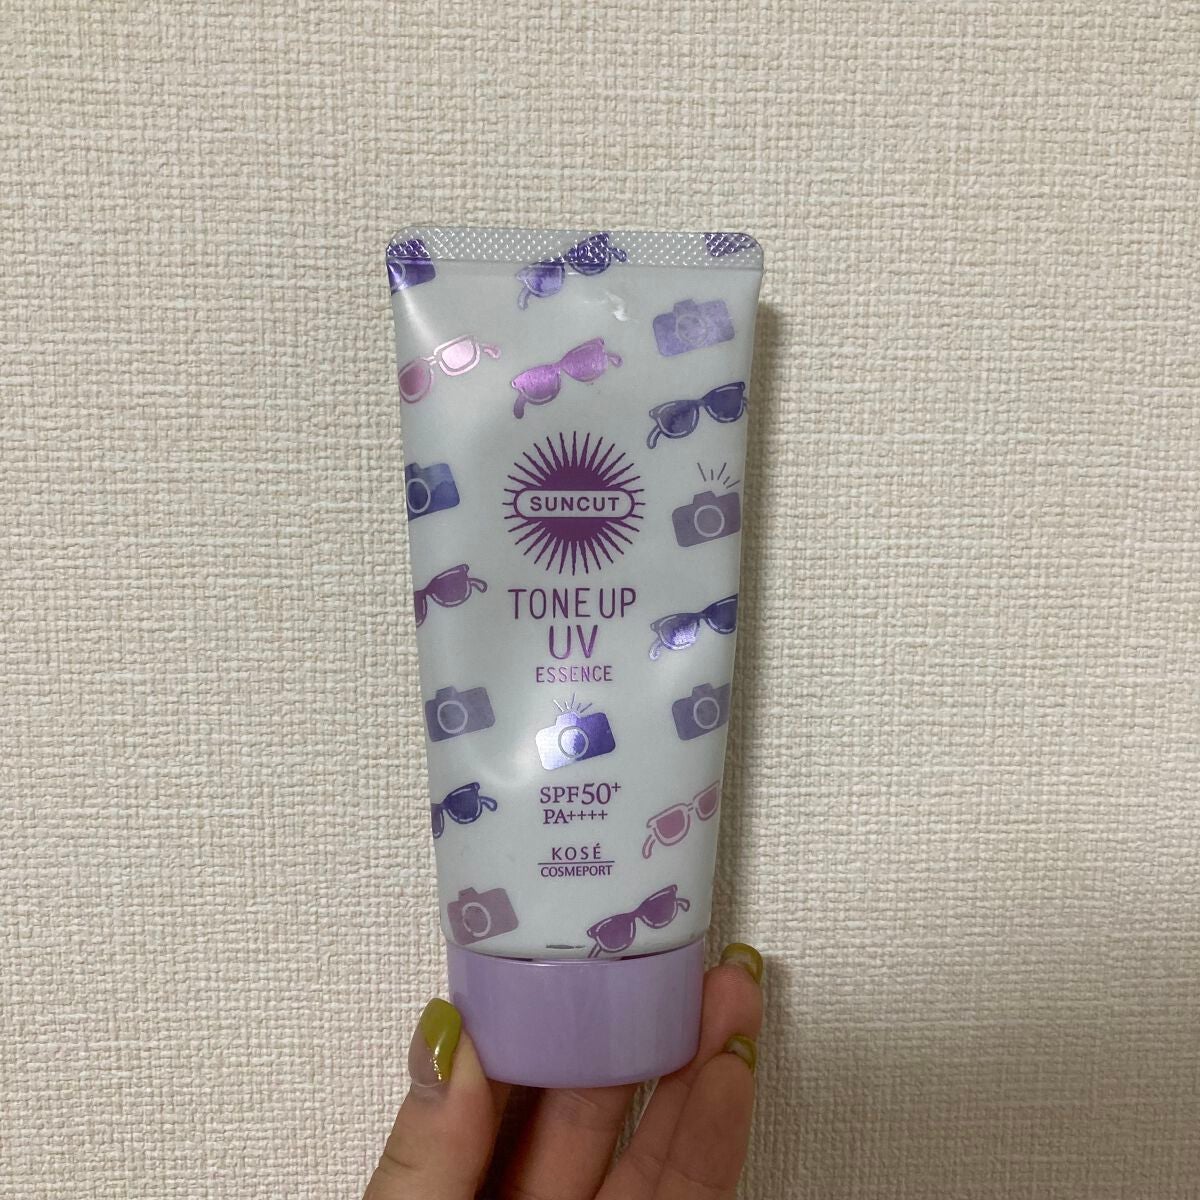 SUNCUT
TONE UP
UV
ESSENCE
SPF50+
PA++++
KOSÉ
COSMEPORT